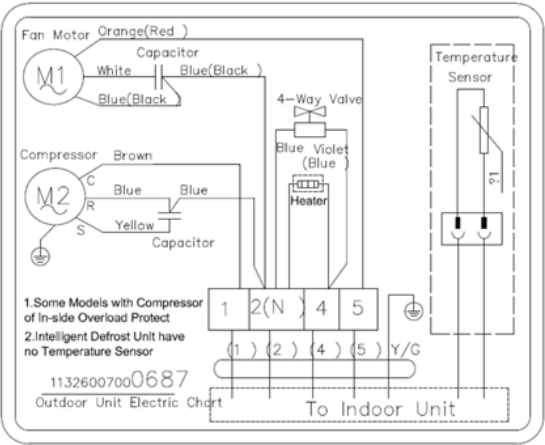 Fan Motor
Orange(Red )
Capacitor
M1
White
Blue(Black )
Blue(Black )
4-Way Valve
Blue
Violet
(Blue )
Heater
Temperature
Sensor
?1
Compressor
Brown
C
M2
Blue
Blue
R
S
Yellow
Capacitor
1.Some Models with Compressor
of In-side Overload Protect
2.Intelligent Defrost Unit have
no Temperature Sensor
1 2(N ) 4 5
(1 ) (2 ) (4 ) (5 ) Y/G
11326007000687
Outdoor Unit Electric Chart
To Indoor Unit